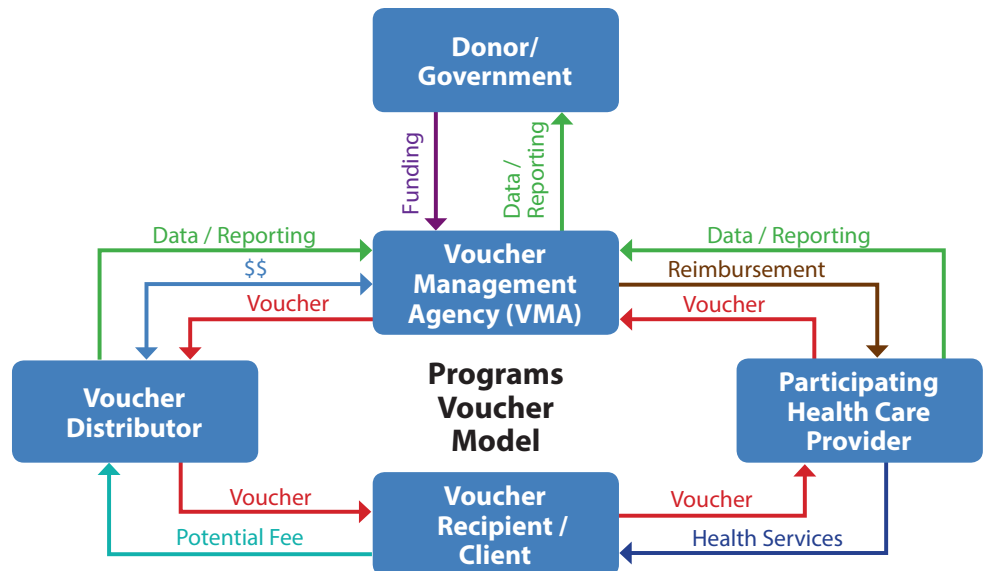 Donor/
Government
Funding
Data /
Reporting
Data / Reporting
$$
Voucher
Voucher
Management
Agency (VMA)
Data / Reporting
Reimbursement
Voucher
Voucher
Distributor
Programs
Voucher
Model
Participating
Health Care
Provider
Voucher
Potential Fee
Voucher
Recipient /
Client
Voucher
Health Services